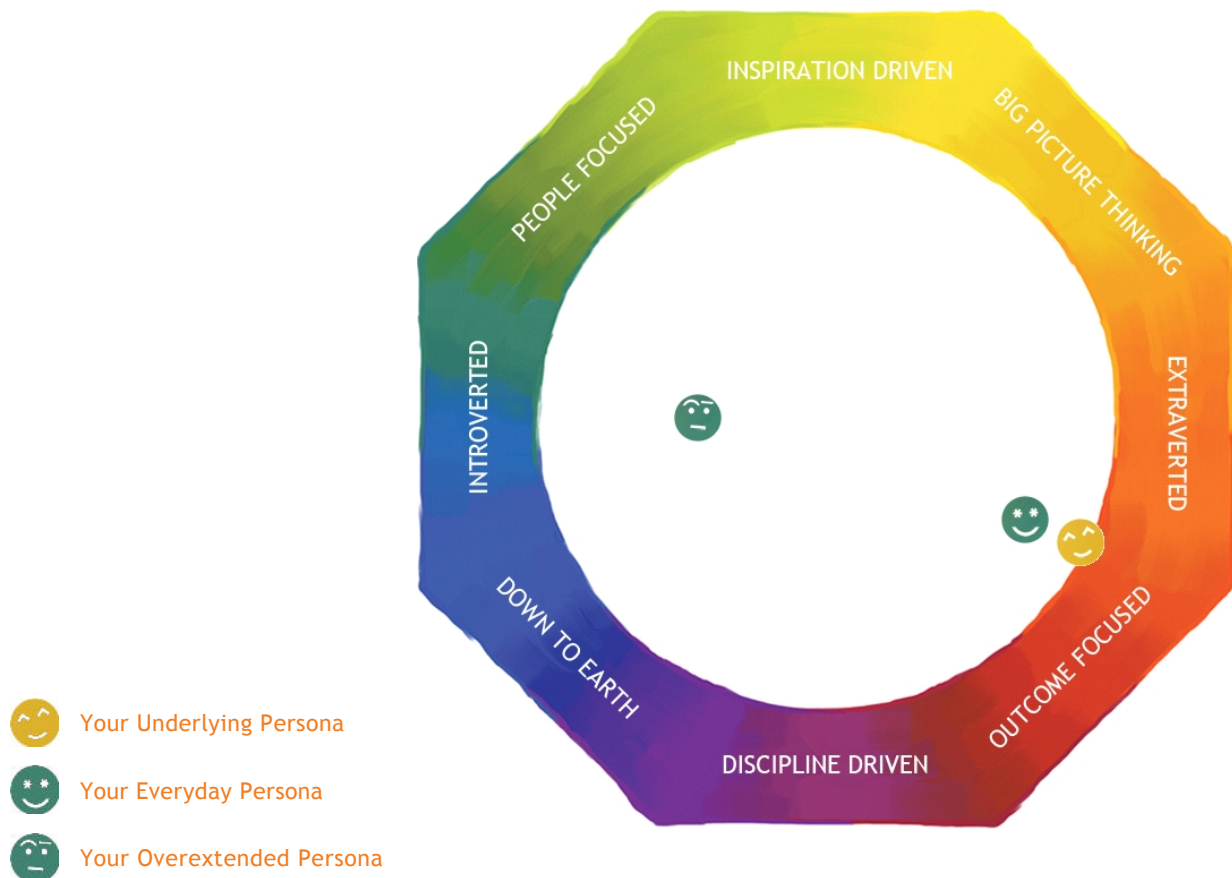 INSPIRATION DRIVEN
BIG PICTURE THINKING
PEOPLE FOCUSED
EXTRAVERTED
INTROVERTED
OUTCOME FOCUSED
DOWN TO EARTH
DISCIPLINE DRIVEN
Your Underlying Persona
Your Everyday Persona
Your Overextended Persona